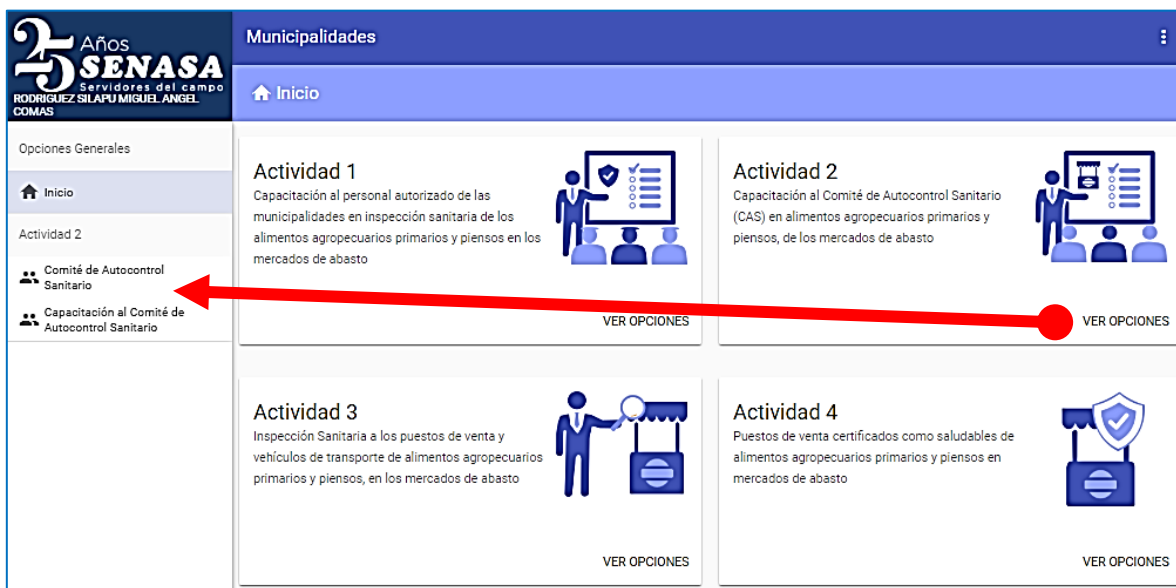 25 Años
SENASA
Servidores del campo
RODRIGUEZ SILAPU MIGUEL ANGEL
COMAS
Municipalidades
Inicio
Opciones Generales
Inicio
Actividad 2
Comité de Autocontrol
Sanitario
Capacitación al Comité de
Autocontrol Sanitario
Actividad 1
Capacitación al personal autorizado de las
municipalidades en inspección sanitaria de los
alimentos agropecuarios primarios y piensos en los
mercados de abasto
VER OPCIONES
Actividad 2
Capacitación al Comité de Autocontrol Sanitario
(CAS) en alimentos agropecuarios primarios y
piensos, de los mercados de abasto
VER OPCIONES
Actividad 3
Inspección Sanitaria a los puestos de venta y
vehículos de transporte de alimentos agropecuarios
primarios y piensos, en los mercados de abasto
VER OPCIONES
Actividad 4
Puestos de venta certificados como saludables de
alimentos agropecuarios primarios y piensos en
mercados de abasto
VER OPCIONES